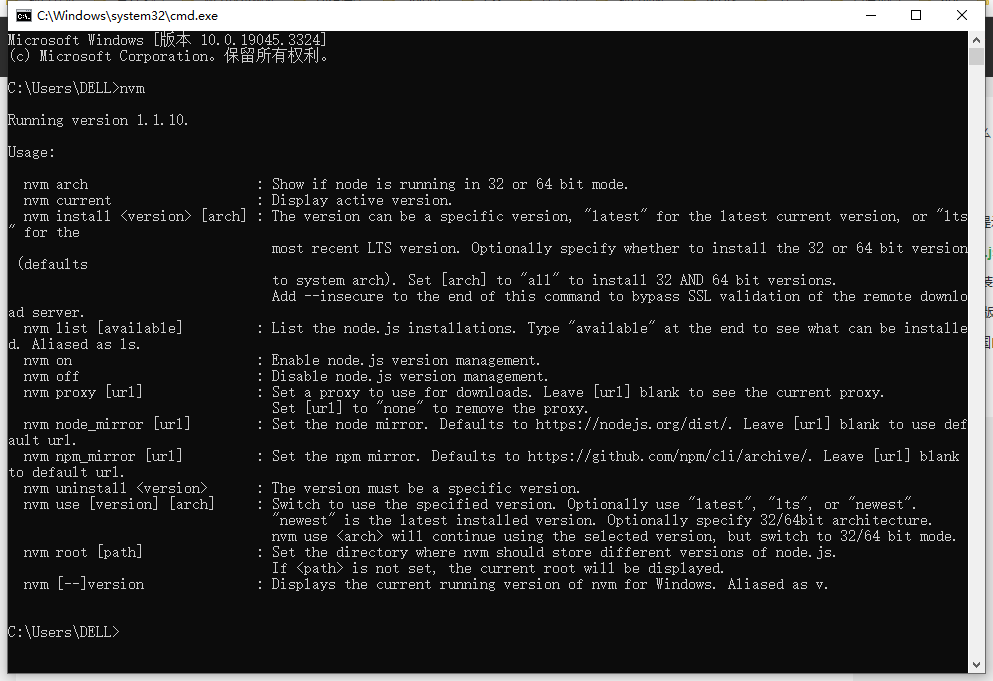 C:\Windows\system32\cmd.exe
Microsoft Windows [版本 10.0.19045.3324]
(c) Microsoft Corporation。保留所有权利。
C:\Users\DELL>nvm
Running version 1.1.10.
Usage:
nvm arch : Show if node is running in 32 or 64 bit mode.
nvm current : Display active version.
nvm install <version> [arch] : The version can be a specific version, "latest" for the latest current version, or "lts
" for the
most recent LTS version. Optionally specify whether to install the 32 or 64 bit version
(defaults
to system arch). Set [arch] to "all" to install 32 AND 64 bit versions.
Add --insecure to the end of this command to bypass SSL validation of the remote downlo
ad server.
nvm list [available] : List the node.js installations. Type "available" at the end to see what can be installe
d. Aliased as ls.
nvm on : Enable node.js version management.
nvm off : Disable node.js version management.
nvm proxy [url] : Set a proxy to use for downloads. Leave [url] blank to see the current proxy.
Set [url] to "none" to remove the proxy.
nvm node_mirror [url] : Set the node mirror. Defaults to https://nodejs.org/dist/. Leave [url] blank to use def
ault url.
nvm npm_mirror [url] : Set the npm mirror. Defaults to https://github.com/npm/cli/archive/. Leave [url] blank
to default url.
nvm uninstall <version> : The version must be a specific version.
nvm use [version] [arch] : Switch to use the specified version. Optionally use "latest", "lts", or "newest".
"newest" is the latest installed version. Optionally specify 32/64bit architecture.
nvm use <arch> will continue using the selected version, but switch to 32/64 bit mode.
nvm root [path] : Set the directory where nvm should store different versions of node.js.
If <path> is not set, the current root will be displayed.
nvm [--]version : Displays the current running version of nvm for Windows. Aliased as v.
C:\Users\DELL>